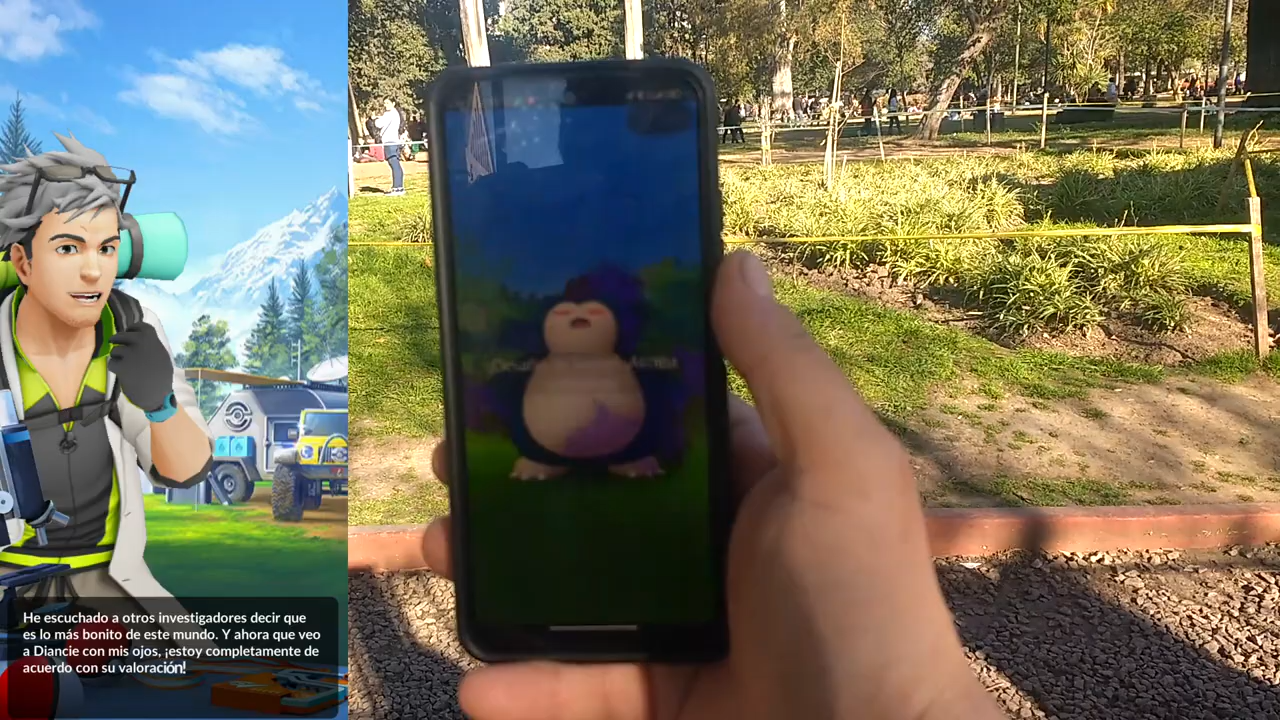 He escuchado a otros investigadores decir que
es lo más bonito de este mundo. Y ahora que veo
a Diancie con mis ojos, ¡estoy completamente de
acuerdo con su valoración!